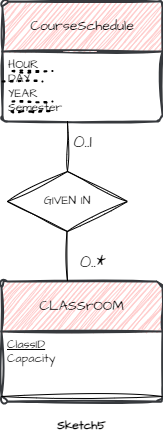 CourseSchedule
HOUR
DAY
YEAR
Semester
0..1
GIVEN IN
0..*
CLASSrOOM
ClassID
Capacity
Sketch5